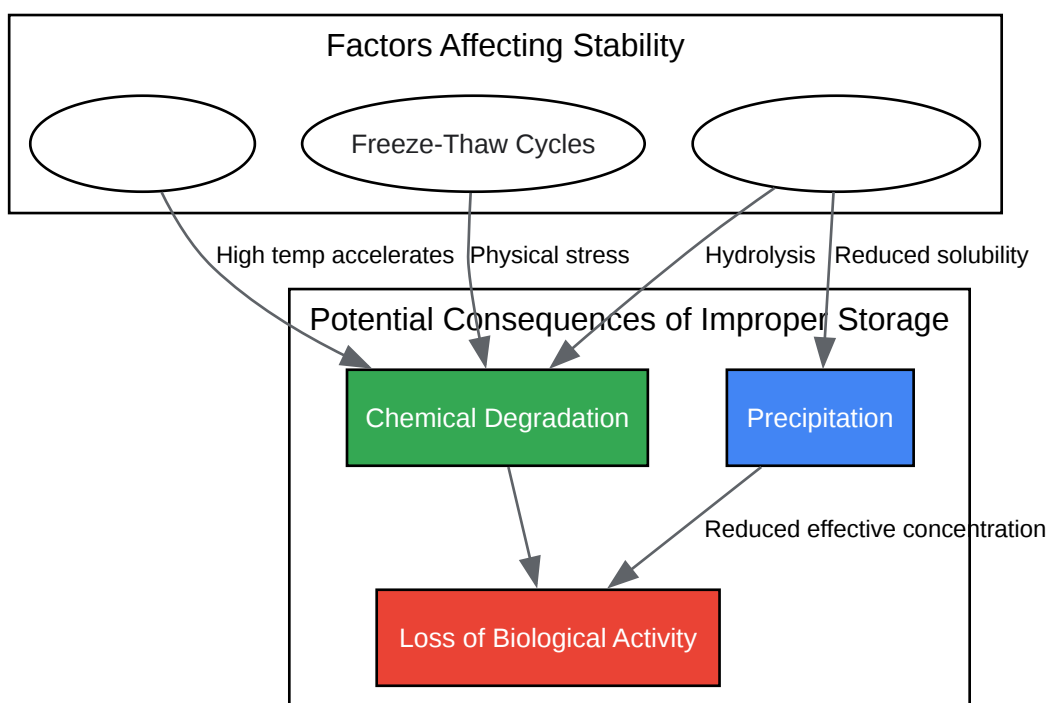 Factors Affecting Stability
Freeze-Thaw Cycles
High temp accelerates
Physical stress
Hydrolysis
Reduced solubility
Potential Consequences of Improper Storage
Chemical Degradation
Precipitation
Reduced effective concentration
Loss of Biological Activity